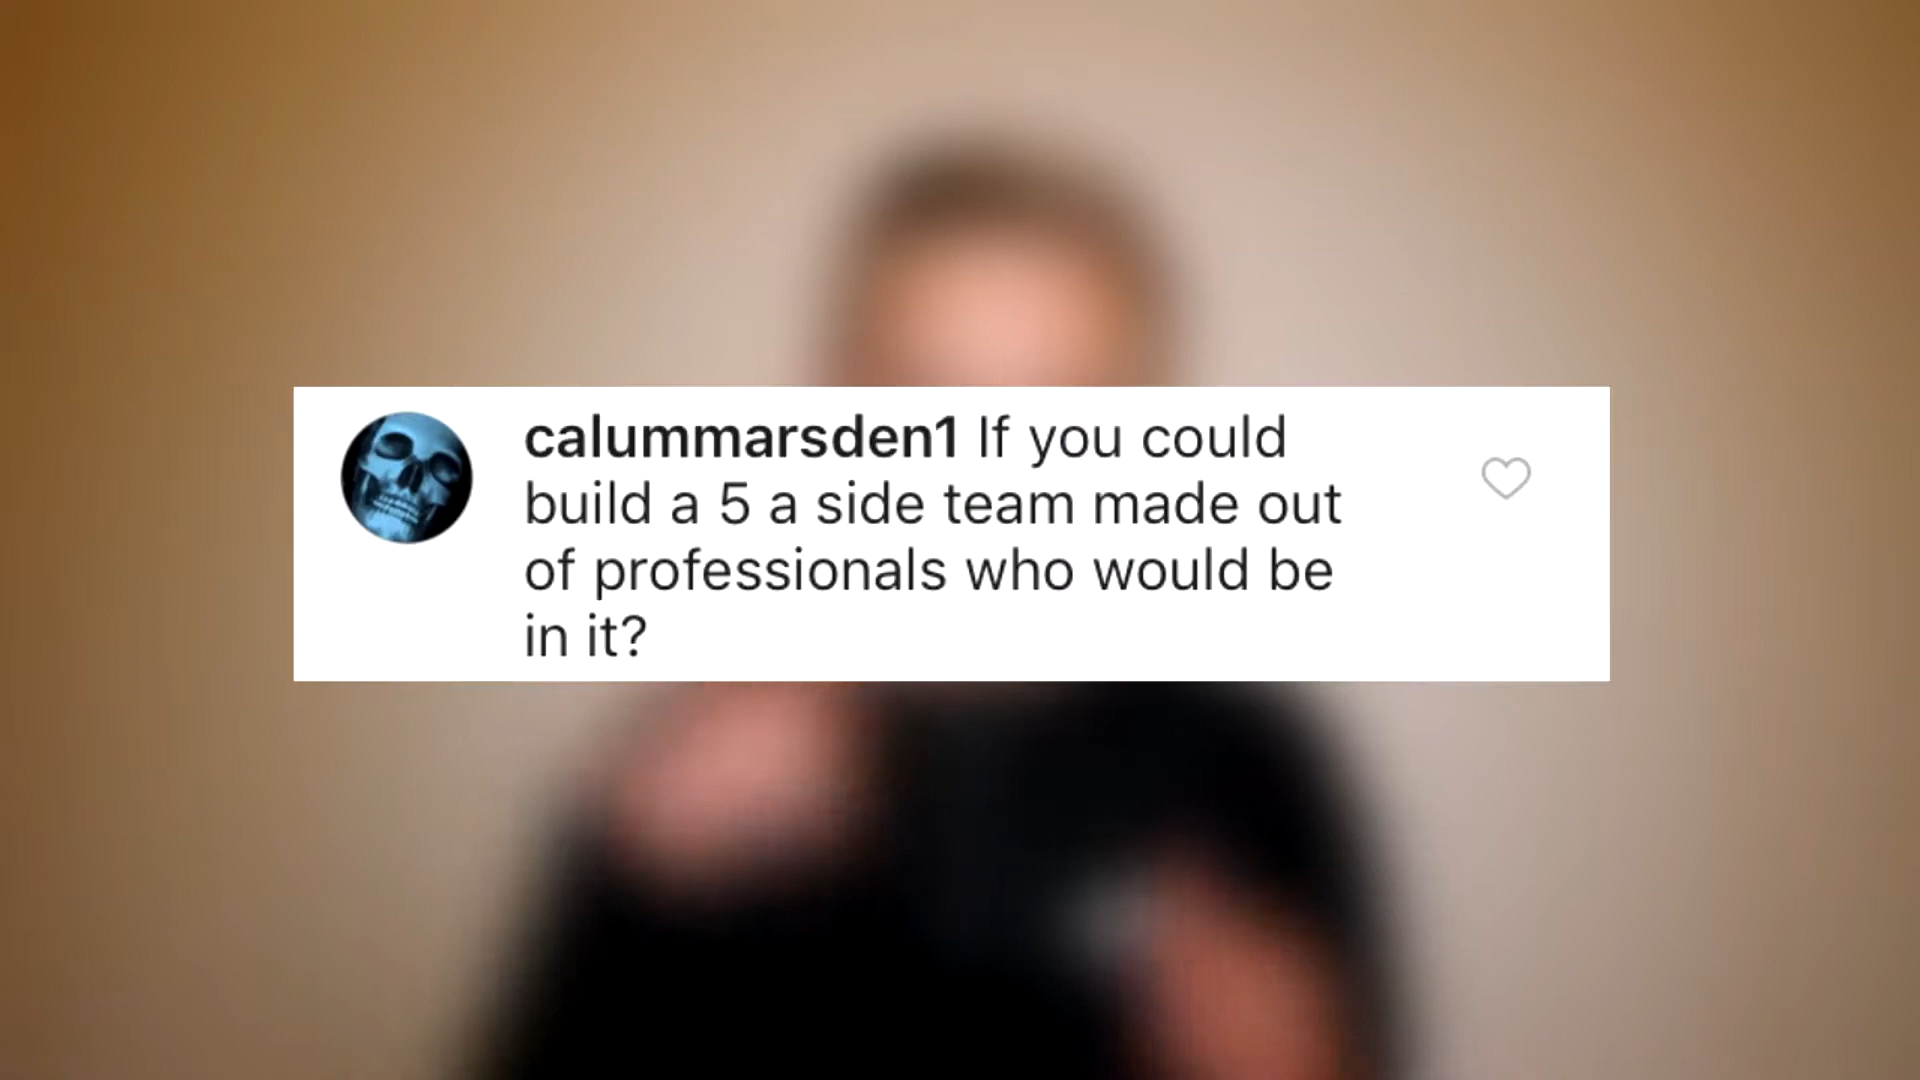 calummarsden1 If you could
build a 5 a side team made out
of professionals who would be
in it?